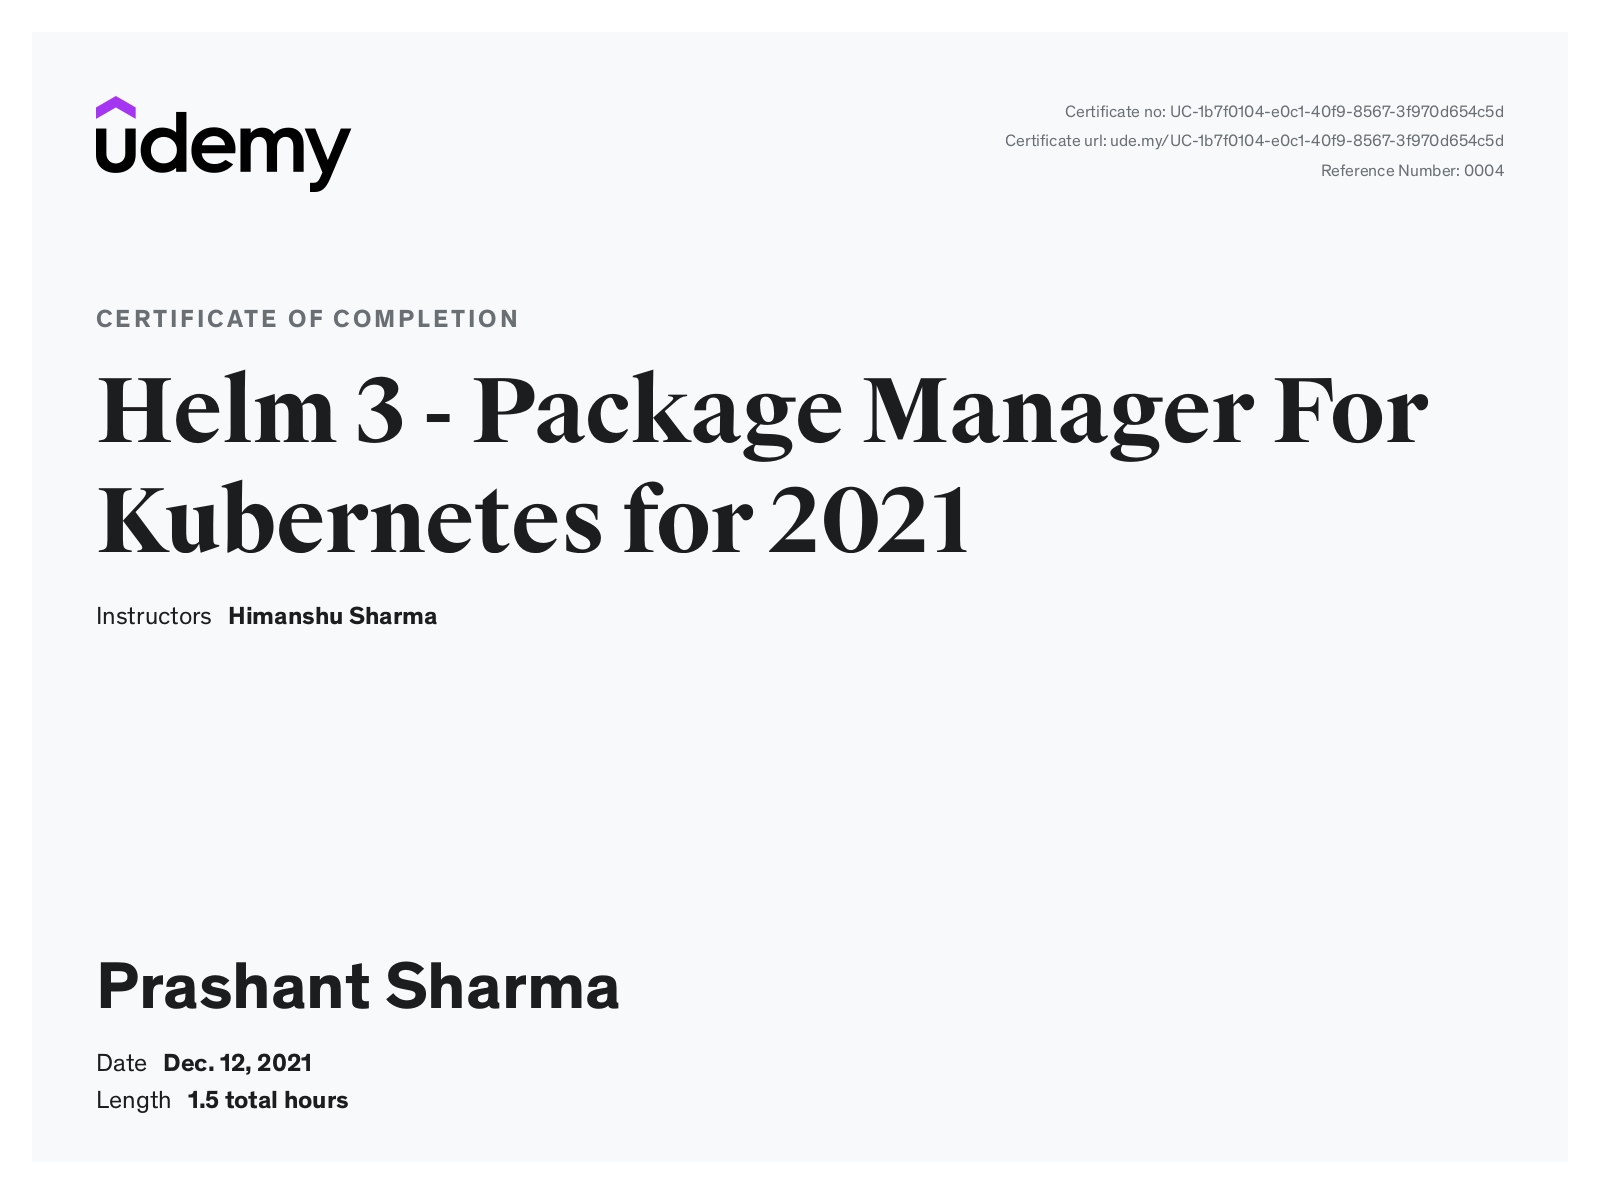 udemy
Certificate no: UC-1b7f0104-e0c1-40f9-8567-3f970d654c5d
Certificate url: ude.my/UC-1b7f0104-e0c1-40f9-8567-3f970d654c5d
Reference Number: 0004
CERTIFICATE OF COMPLETION
Helm 3 - Package Manager For
Kubernetes for 2021
Instructors Himanshu Sharma
Prashant Sharma
Date Dec. 12, 2021
Length 1.5 total hours